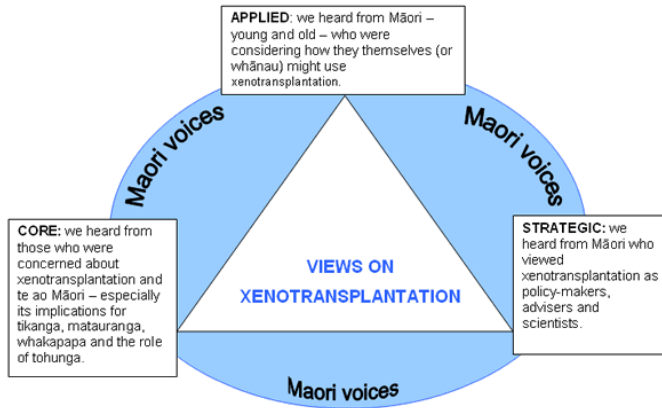 APPLIED: we heard from Māori –
young and old – who were
considering how they themselves (or
whānau) might use
xenotransplantation.
Maori voices
Maori voices
CORE: we heard from
those who were
concerned about
xenotransplantation and
te ao Māori – especially
its implications for
tikanga, matauranga,
whakapapa and the role
of tohunga.
VIEWS ON
XENOTRANSPLANTATION
STRATEGIC: we
heard from Māori who
viewed
xenotransplantation as
policy-makers,
advisers and
scientists.
Maori voices